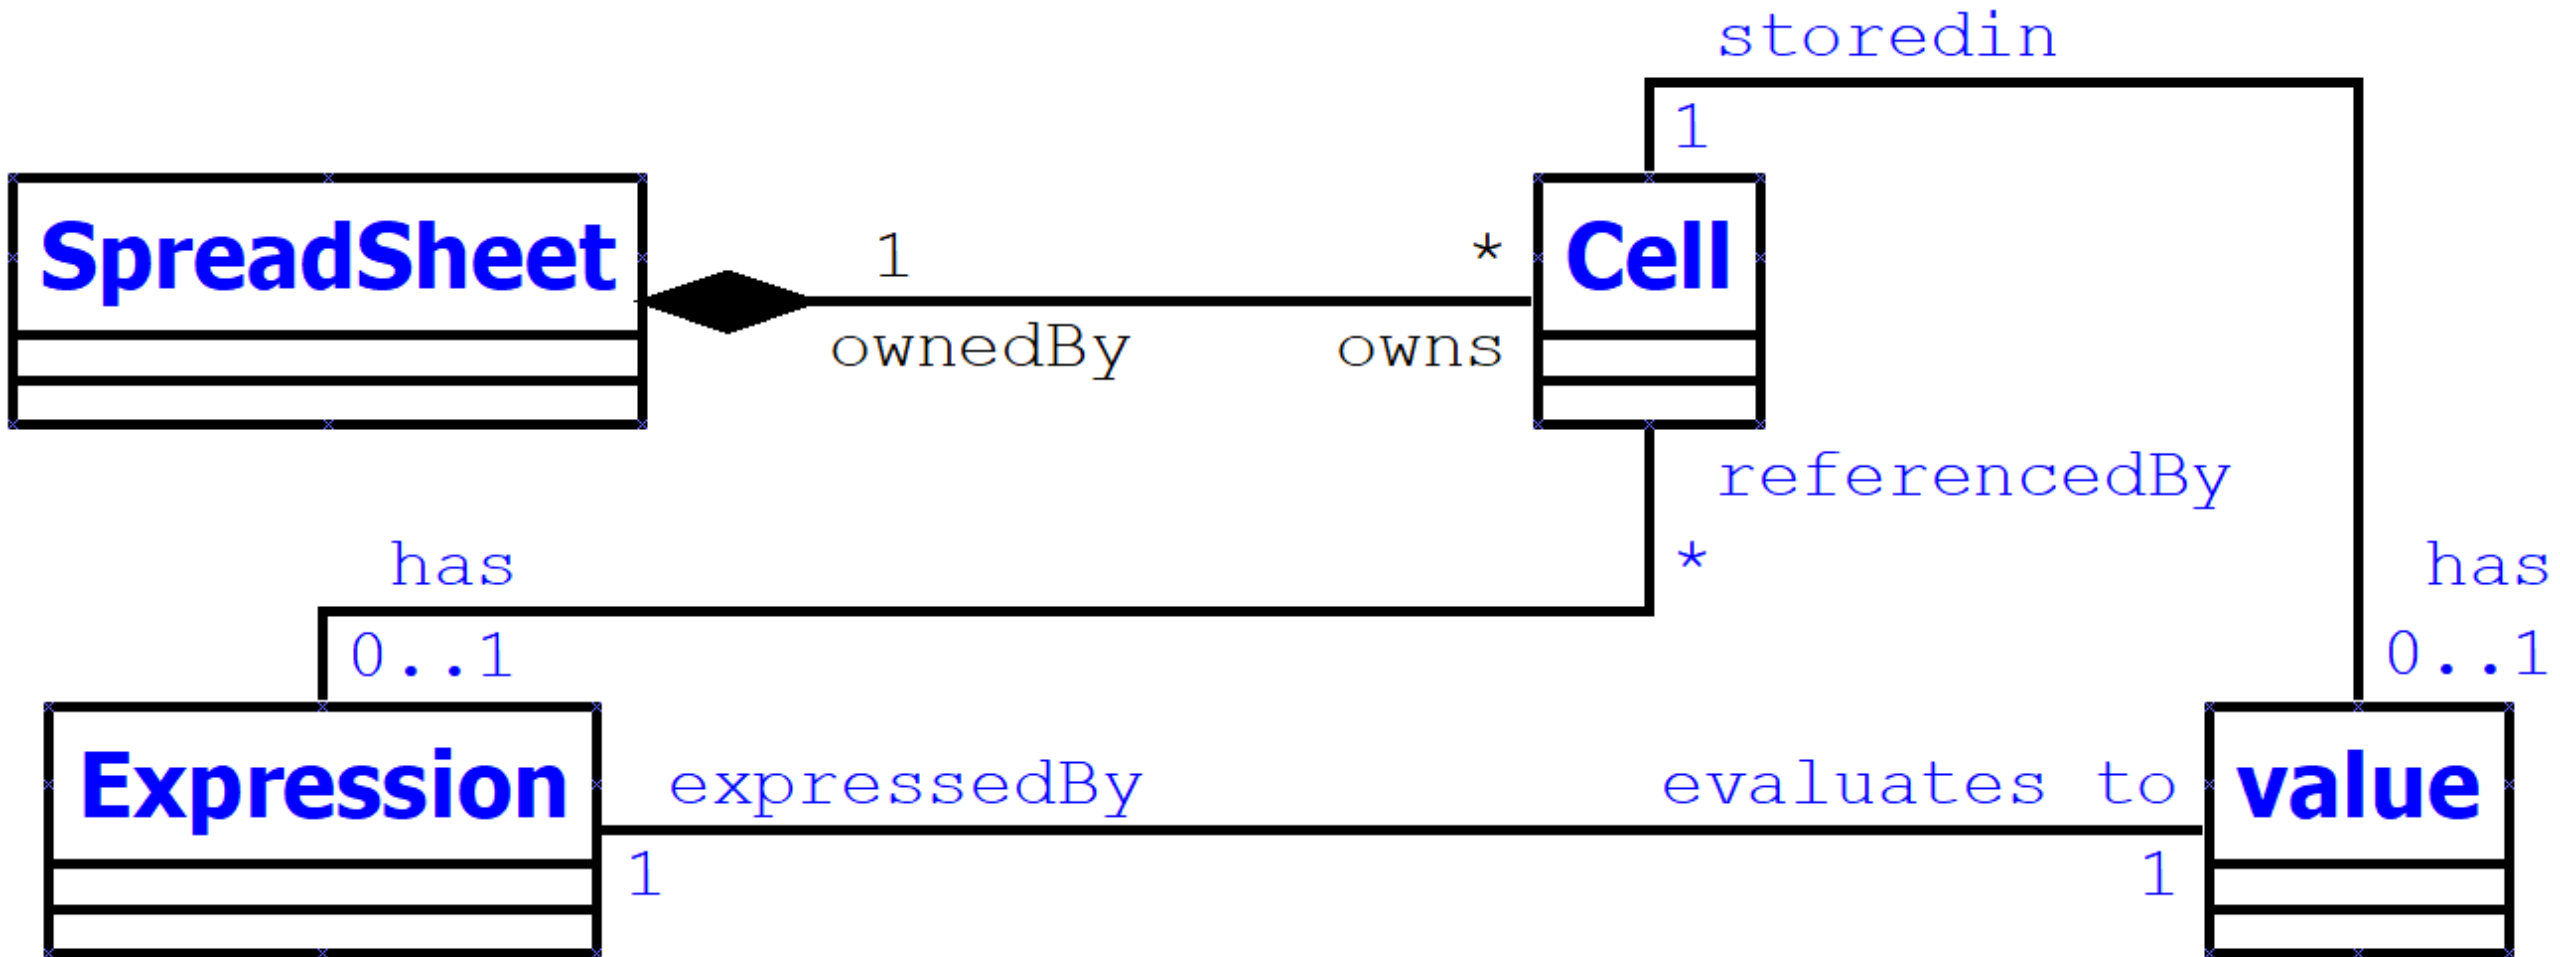 storedin
1
SpreadSheet
1
*
Cell
ownedBy
owns
referencedBy
*
has
0..1
has
0..1
Expression
expressedBy
evaluates to
value
1
1